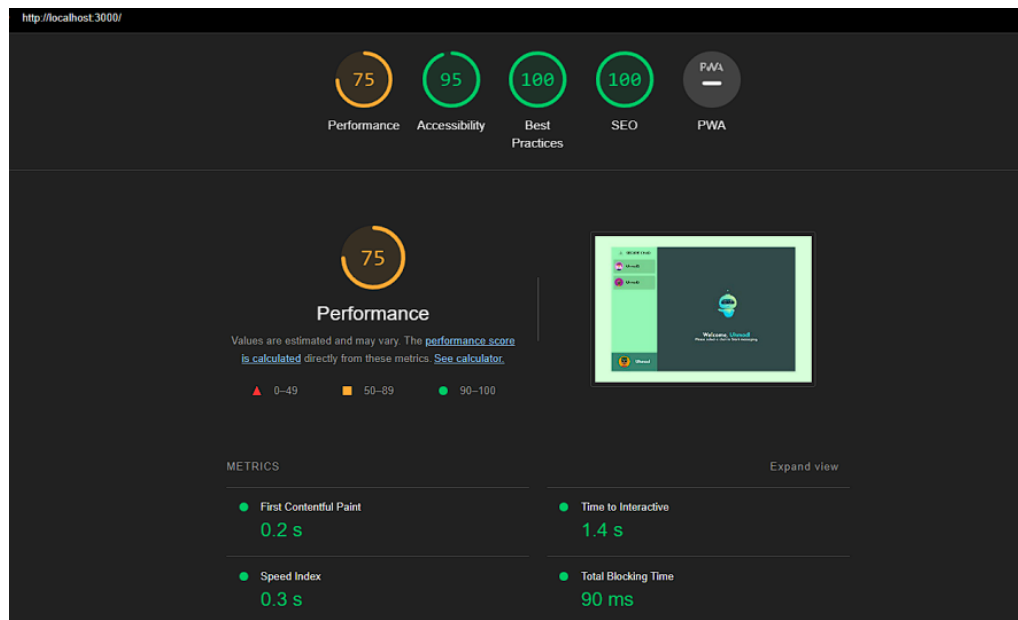 http://localhost:3000/
75
95
100
100
PWA
Performance
Accessibility
Best
Practices
SEO
PWA
75
Performance
Values are estimated and may vary. The performance score
is calculated directly from these metrics. See calculator.
0–49
50–89
90–100
Welcome,
METRICS
Expand view
First Contentful Paint
0.2 s
Time to Interactive
1.4 s
Speed Index
0.3 s
Total Blocking Time
90 ms